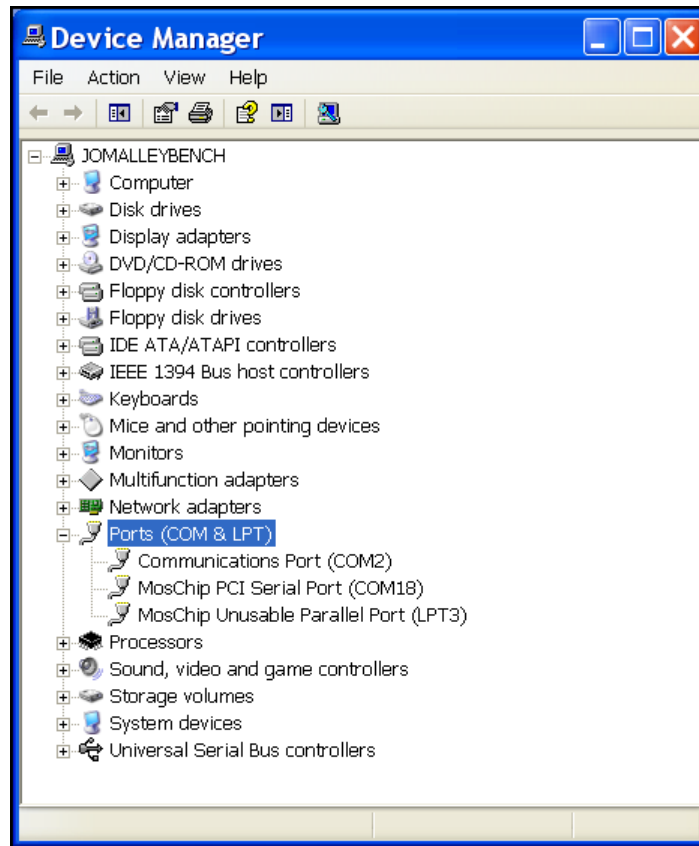 Device Manager
File Action View Help
JOMALLEYBENCH
Computer
Disk drives
Display adapters
DVD/CD-ROM drives
Floppy disk controllers
Floppy disk drives
IDE ATA/ATAPI controllers
IEEE 1394 Bus host controllers
Keyboards
Mice and other pointing devices
Monitors
Multifunction adapters
Network adapters
Ports (COM & LPT)
Communications Port (COM2)
MosChip PCI Serial Port (COM18)
MosChip Unusable Parallel Port (LPT3)
Processors
Sound, video and game controllers
Storage volumes
System devices
Universal Serial Bus controllers